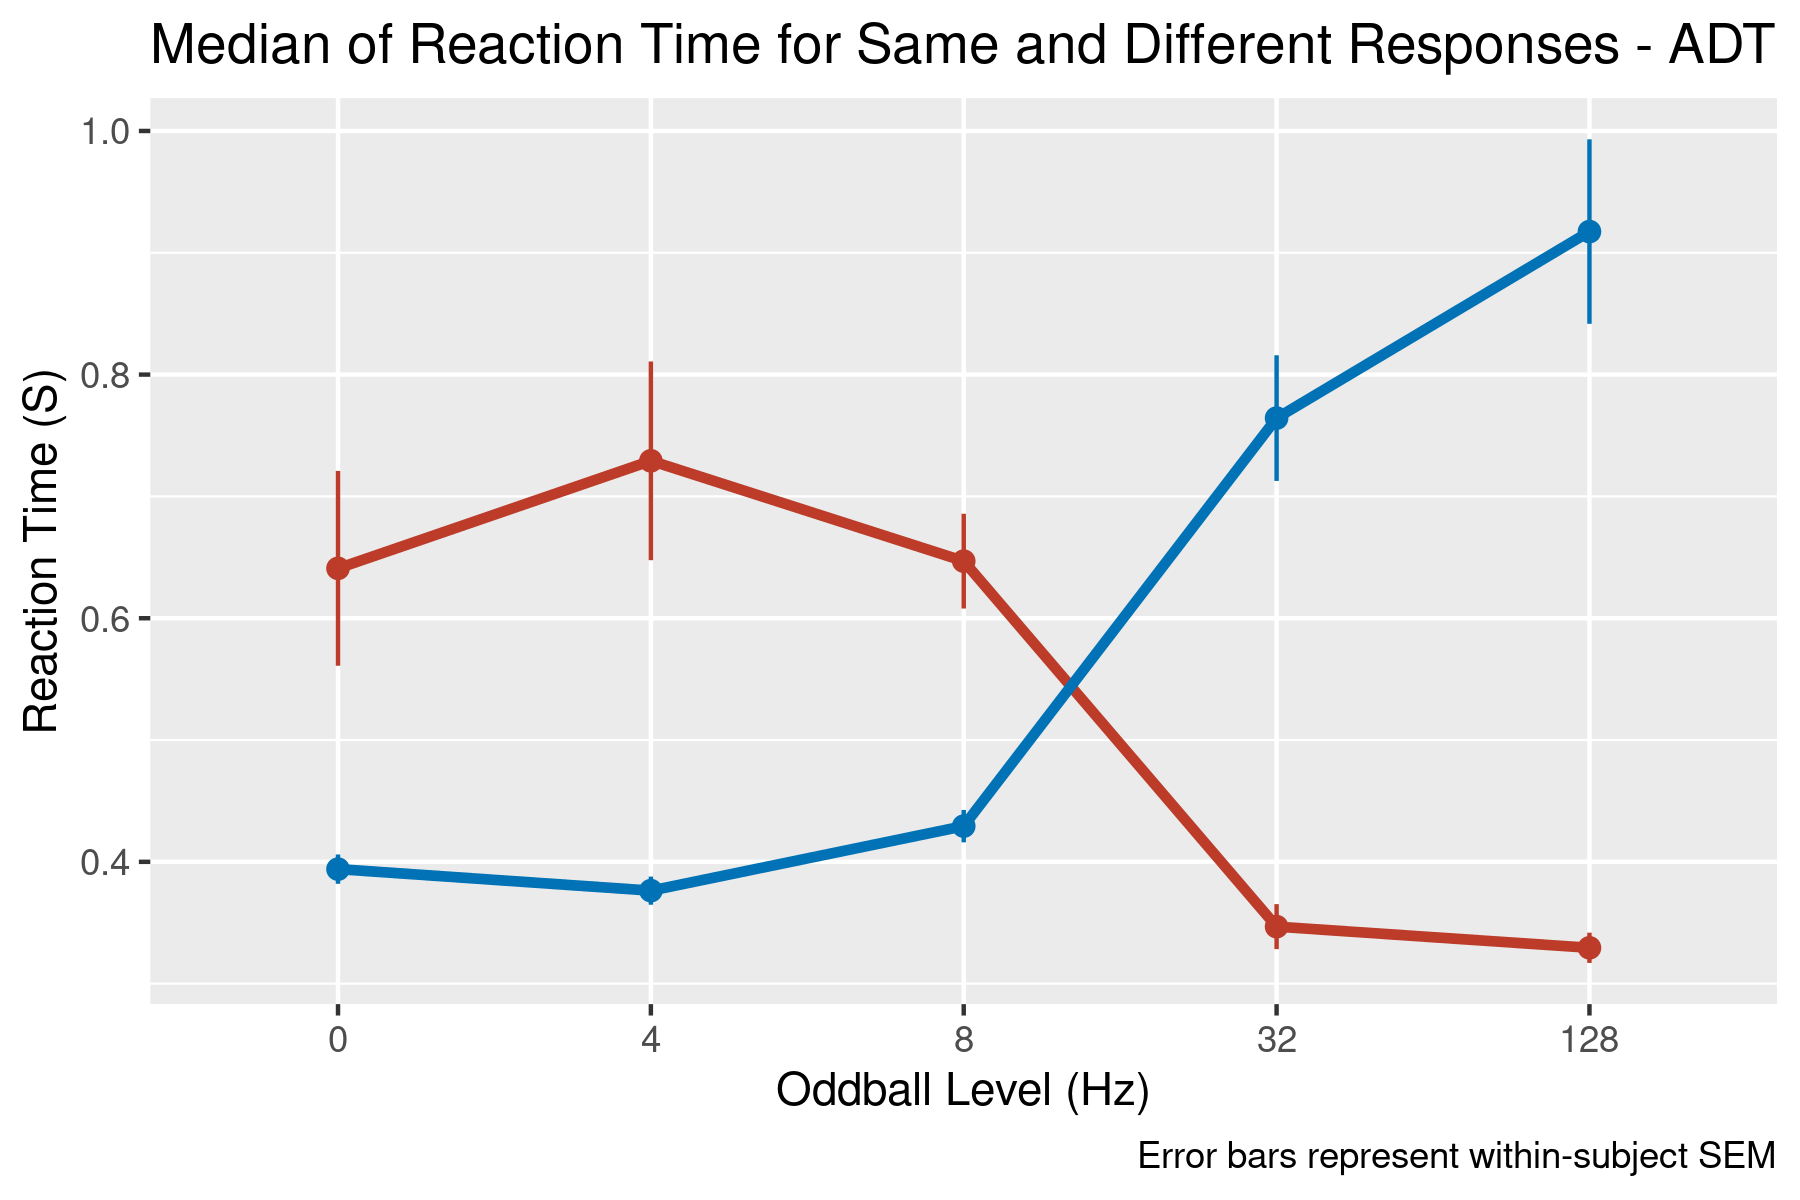 Median of Reaction Time for Same and Different Responses - ADT
Reaction Time (S)
1.0
0.8
0.6
0.4
0 4 8 32 128
Oddball Level (Hz)
Error bars represent within-subject SEM